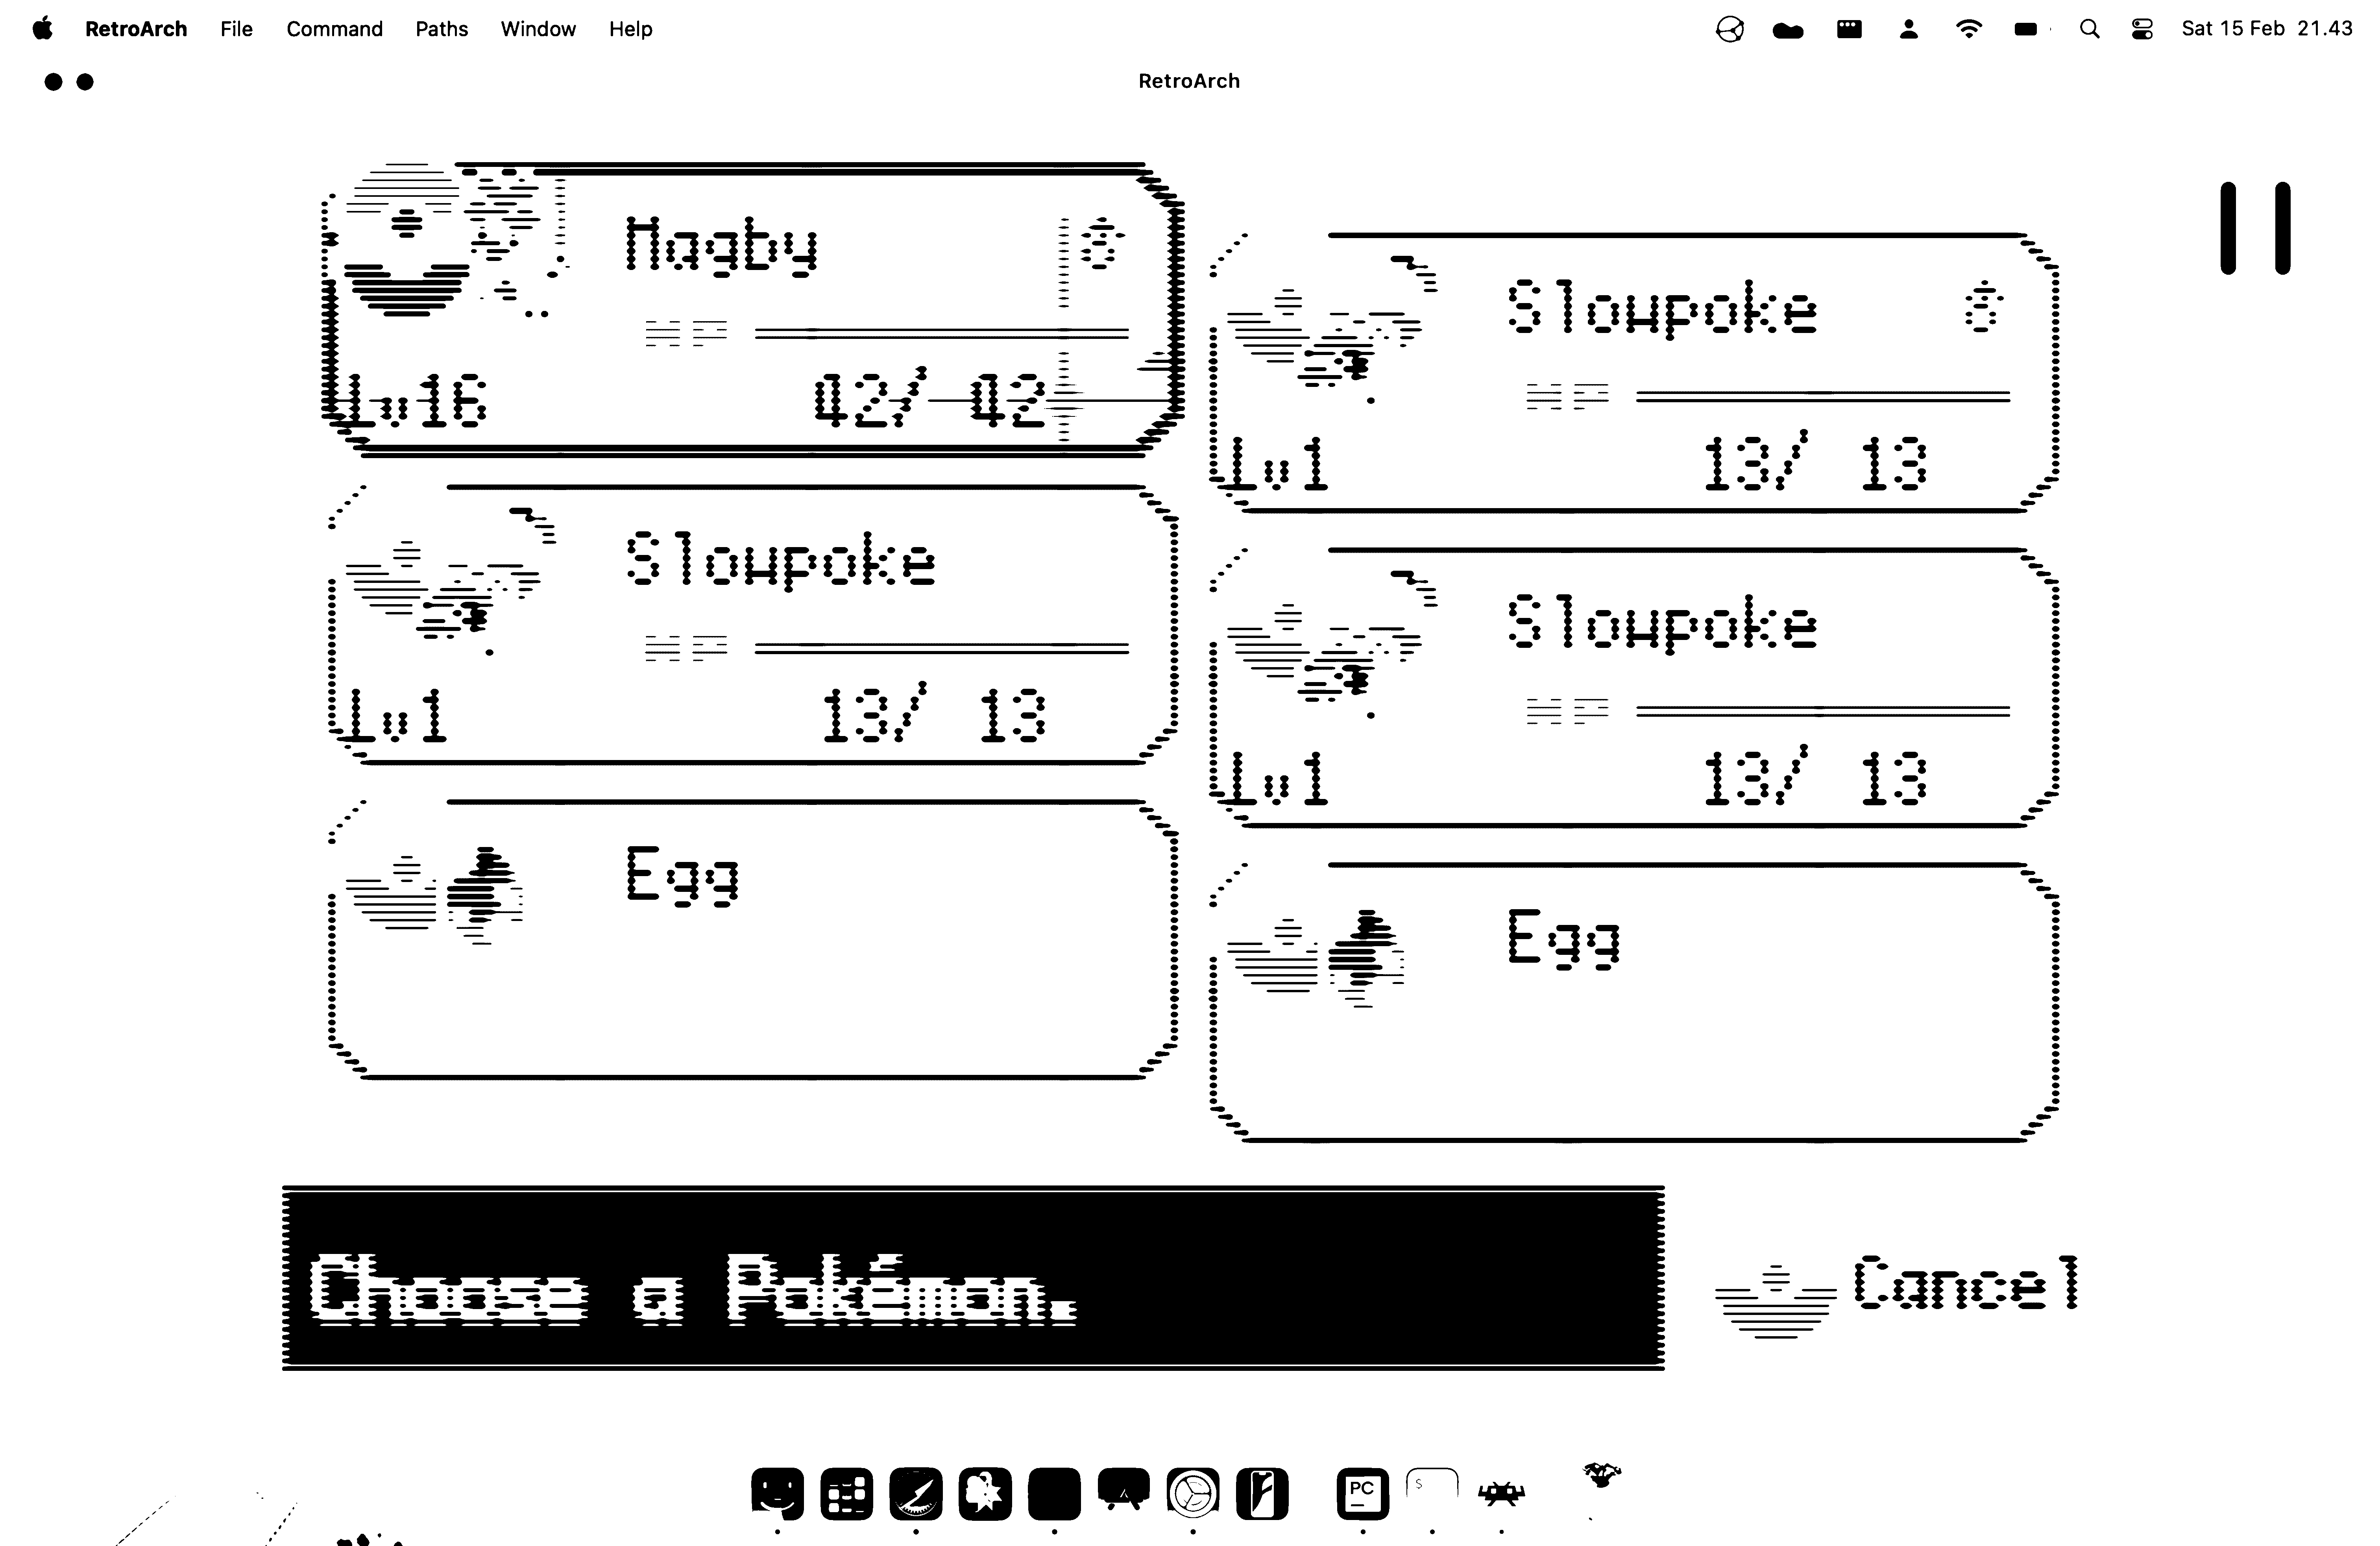 RetroArch File Command Paths Window Help Sat 15 Feb 21.43
RetroArch
Magby
HP
Lv16 42/ 42
Slowpoke
HP
Lv1 13/ 13
Slowpoke
HP
Lv1 13/ 13
Slowpoke
HP
Lv1 13/ 13
Egg
Egg
Choose a Pokémon.
Cancel
PC
$